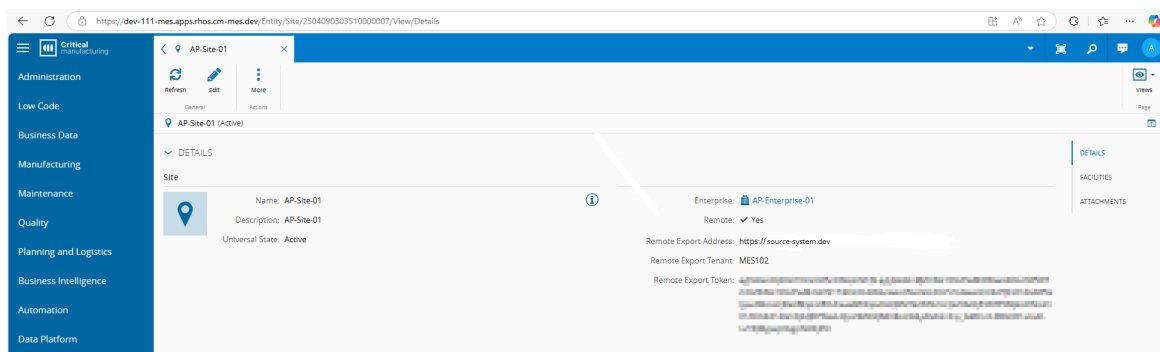 https://dev-111-mes.apps.rhos.cm-mes.dev/Entity/Site/2504090303510000007/View/Details
Critical
manufacturing
AP-Site-01
A
Administration
Low Code
Business Data
Manufacturing
Maintenance
Quality
Planning and Logistics
Business Intelligence
Automation
Data Platform
Refresh Edit More
Views
General Actions
Page
AP-Site-01 (Active)
DETAILS
Site
Name: AP-Site-01
Description: AP-Site-01
Universal State: Active
Enterprise: AP-Enterprise-01
Remote: Yes
Remote Export Address: https://source-system.dev
Remote Export Tenant: MES102
Remote Export Token:
DETAILS
FACILITIES
ATTACHMENTS